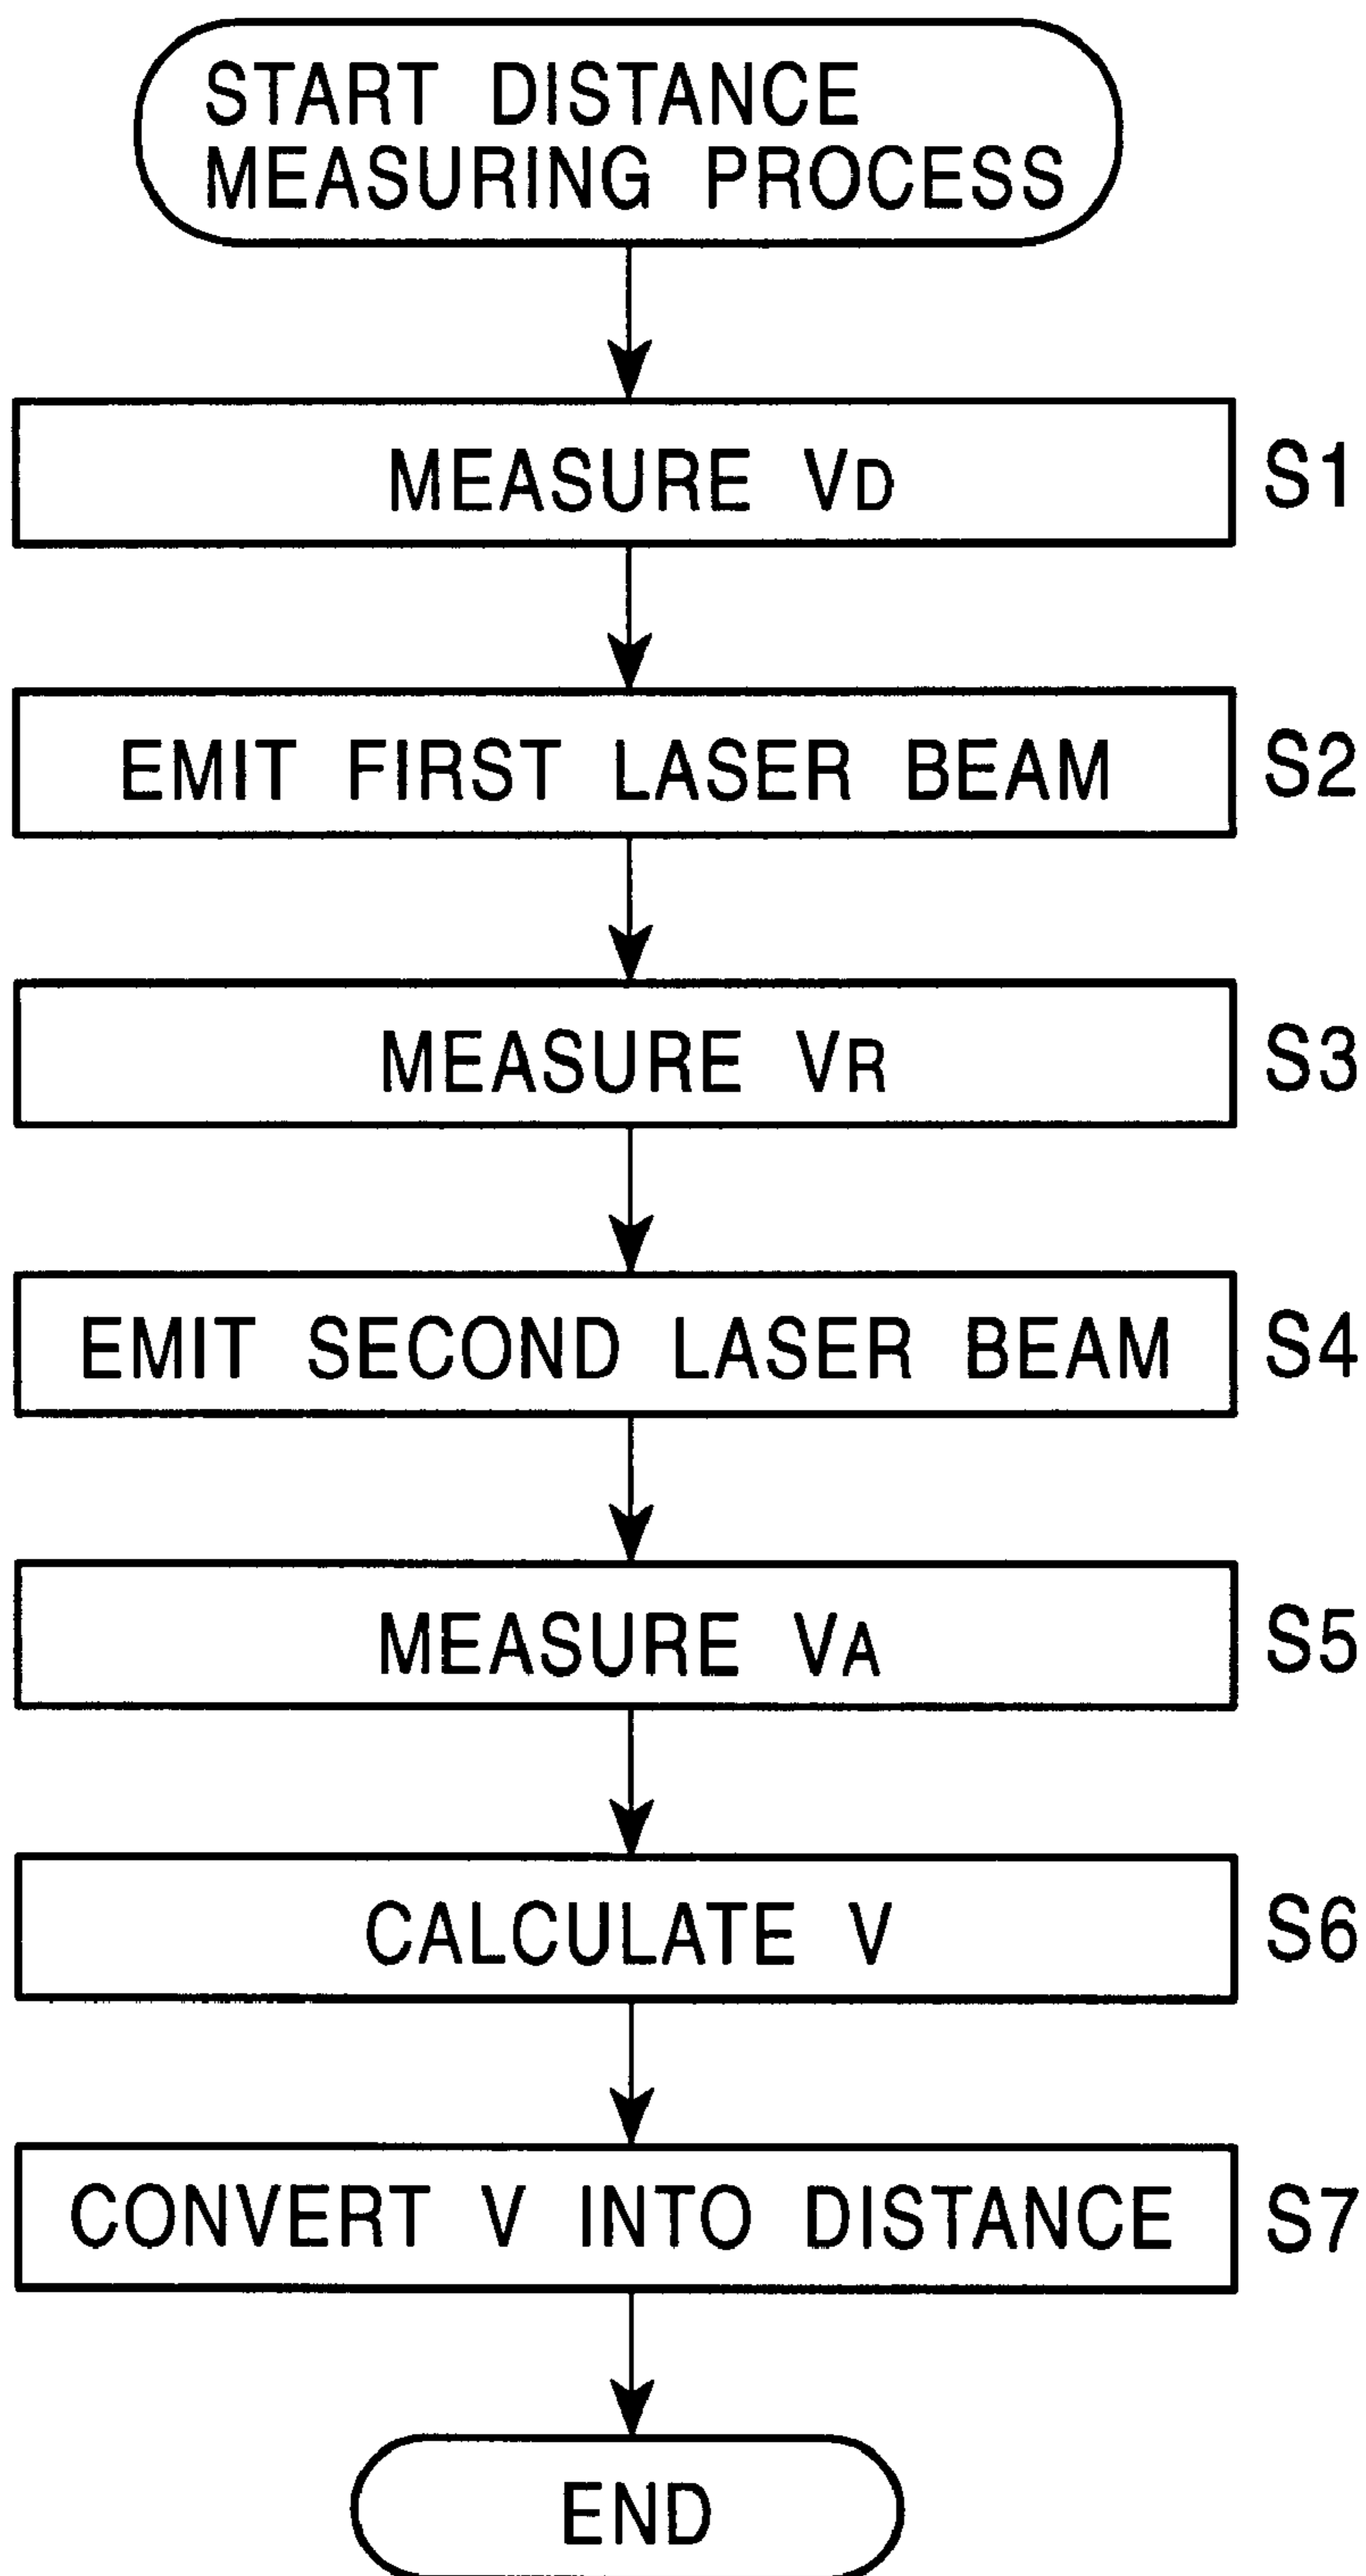 START DISTANCE
MEASURING PROCESS
MEASURE VD
S1
EMIT FIRST LASER BEAM
S2
MEASURE VR
S3
EMIT SECOND LASER BEAM
S4
MEASURE VA
S5
CALCULATE V
S6
CONVERT V INTO DISTANCE
S7
END